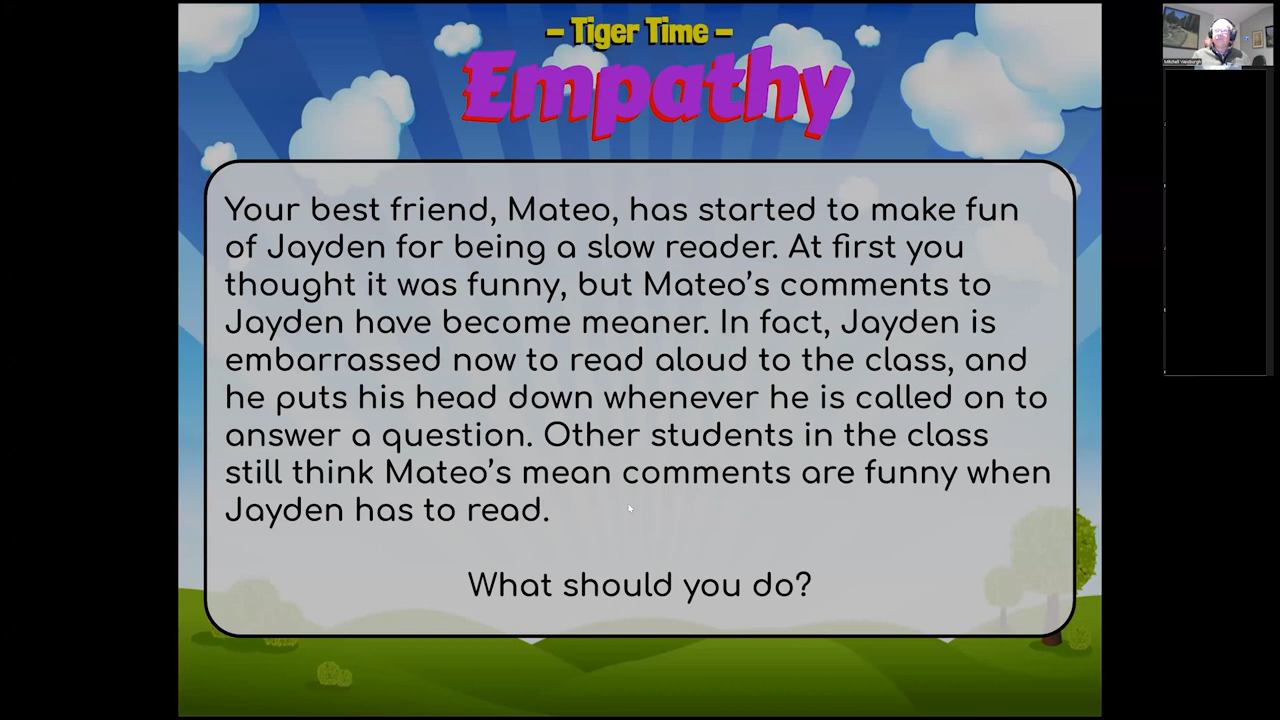 – Tiger Time –
Empathy
Your best friend, Mateo, has started to make fun
of Jayden for being a slow reader. At first you
thought it was funny, but Mateo's comments to
Jayden have become meaner. In fact, Jayden is
embarrassed now to read aloud to the class, and
he puts his head down whenever he is called on to
answer a question. Other students in the class
still think Mateo's mean comments are funny when
Jayden has to read.
What should you do?